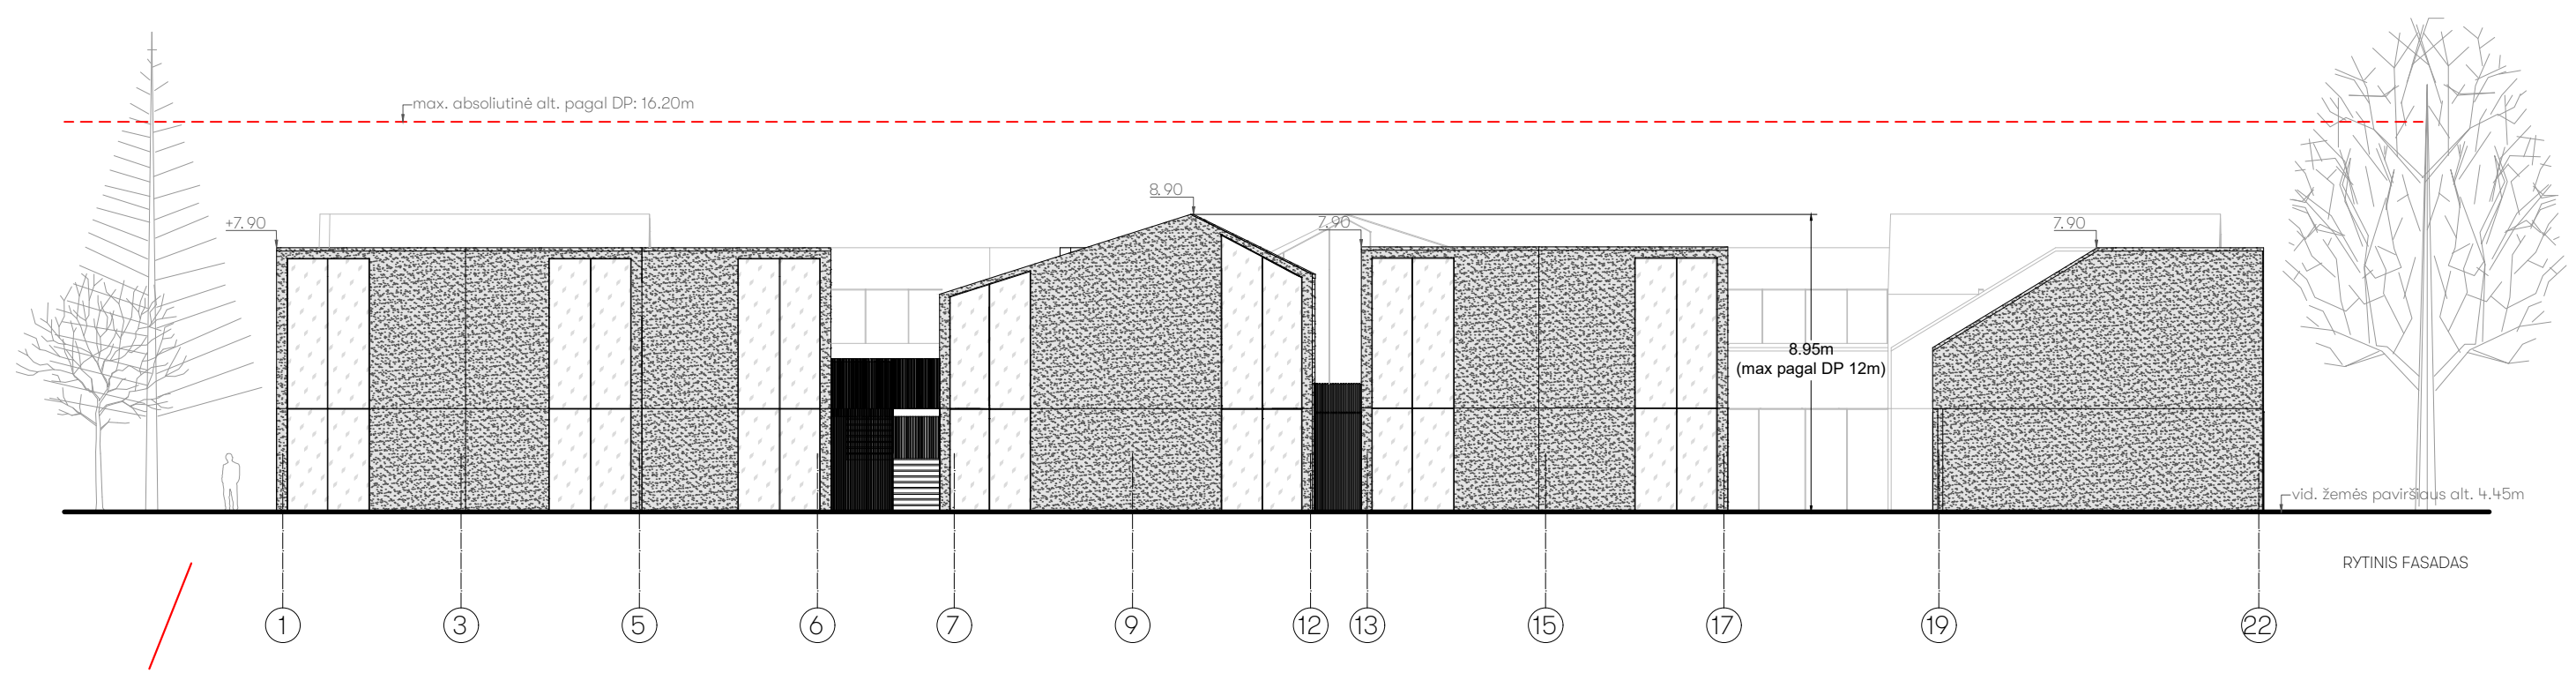 max. absoliutinė alt. pagal DP: 16.20m
8.90
+7.90
7.90
7.90
8.95m
(max pagal DP 12m)
vid. žemės paviršiaus alt. 4.45m
RYTINIS FASADAS
1 3 5 6 7 9 12 13 15 17 19 22